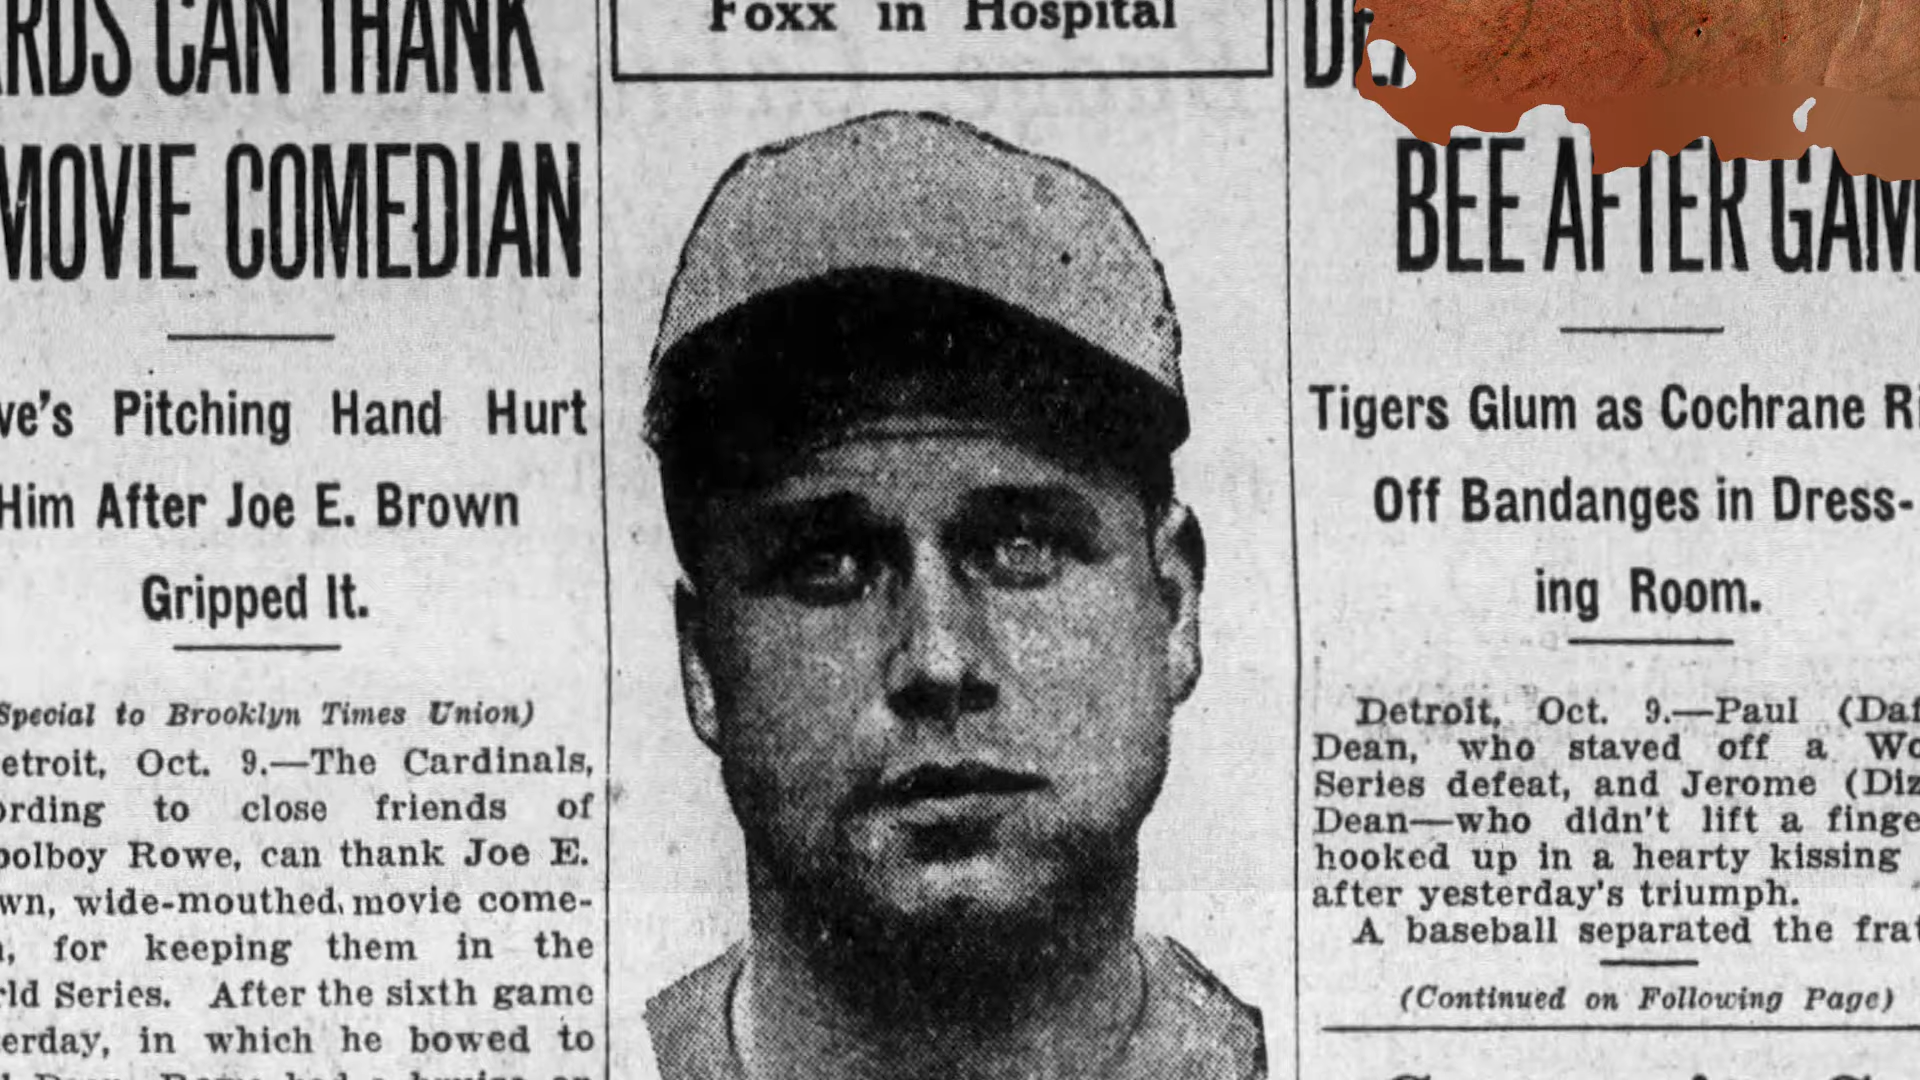 CAN THANK
MOVIE COMEDIAN
Pitching Hand Hurt
Him After Joe E. Brown
Gripped It.
Special to Brooklyn Times Union)
etroit, Oct. 9.—The Cardinals,
ording to close friends of
oolboy Rowe, can thank Joe E.
wn, wide-mouthed, movie come-
for keeping them in the
rld Series. After the sixth game
erday, in which he bowed to
Foxx in Hospital
BEE AFTER GAM
Tigers Glum as Cochrane Ri
Off Bandanges in Dress-
ing Room.
Detroit, Oct. 9.—Paul (Daf
Dean, who staved off a Wo
Series defeat, and Jerome (Diz
Dean—who didn't lift a finge
hooked up in a hearty kissing
after yesterday's triumph.
A baseball separated the frat
(Continued on Following Page)